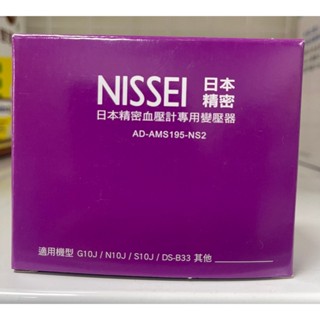 NISSEI 日本
精密
日本精密血壓計專用變壓器
AD-AMS195-NS2
適用機型 G10J / N10J / S10J / DS-B33 其他